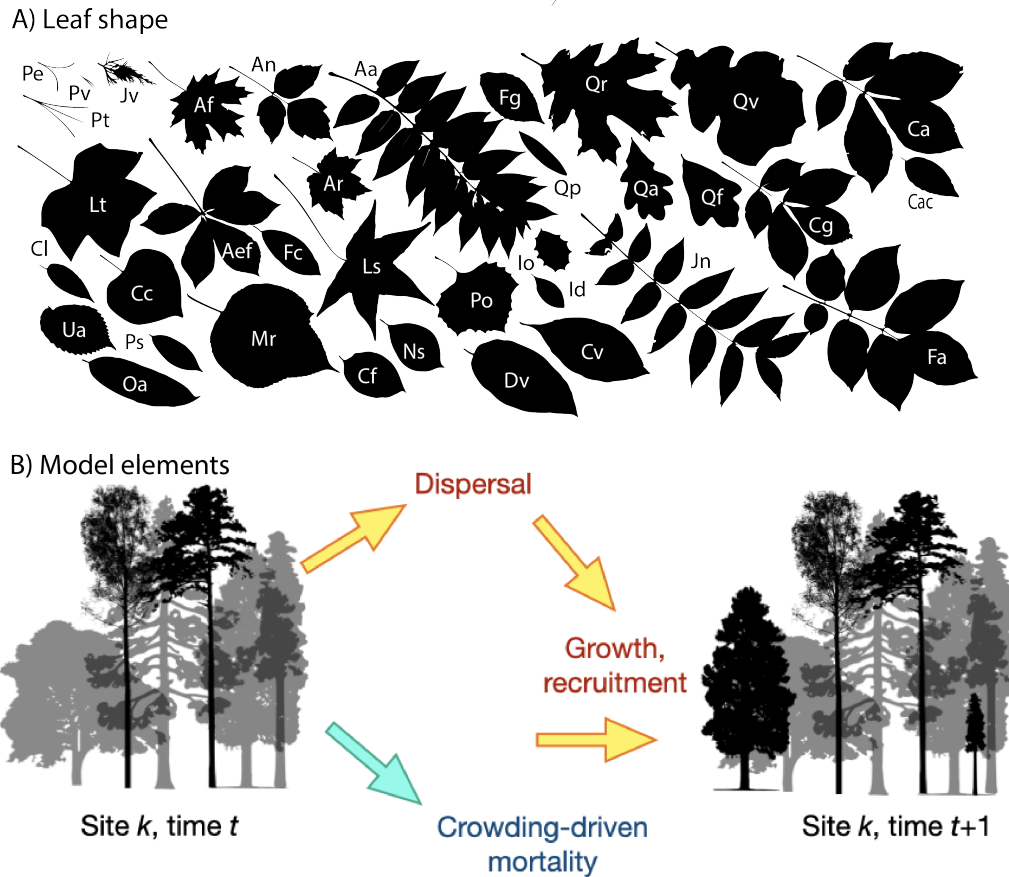 A) Leaf shape
Pe
Pv
Jv
Pt
Af
An
Aa
Fg
Qr
Qv
Ca
Lt
Ar
Qp
Qa
Qf
Cac
Cg
Cl
Aef
Fc
Ls
Io
Id
Jn
Cc
Po
Ua
Ps
Mr
Ns
Cv
Fa
Oa
Cf
Dv
B) Model elements
Dispersal
Growth,
recruitment
Site k, time t
Crowding-driven
mortality
Site k, time t+1